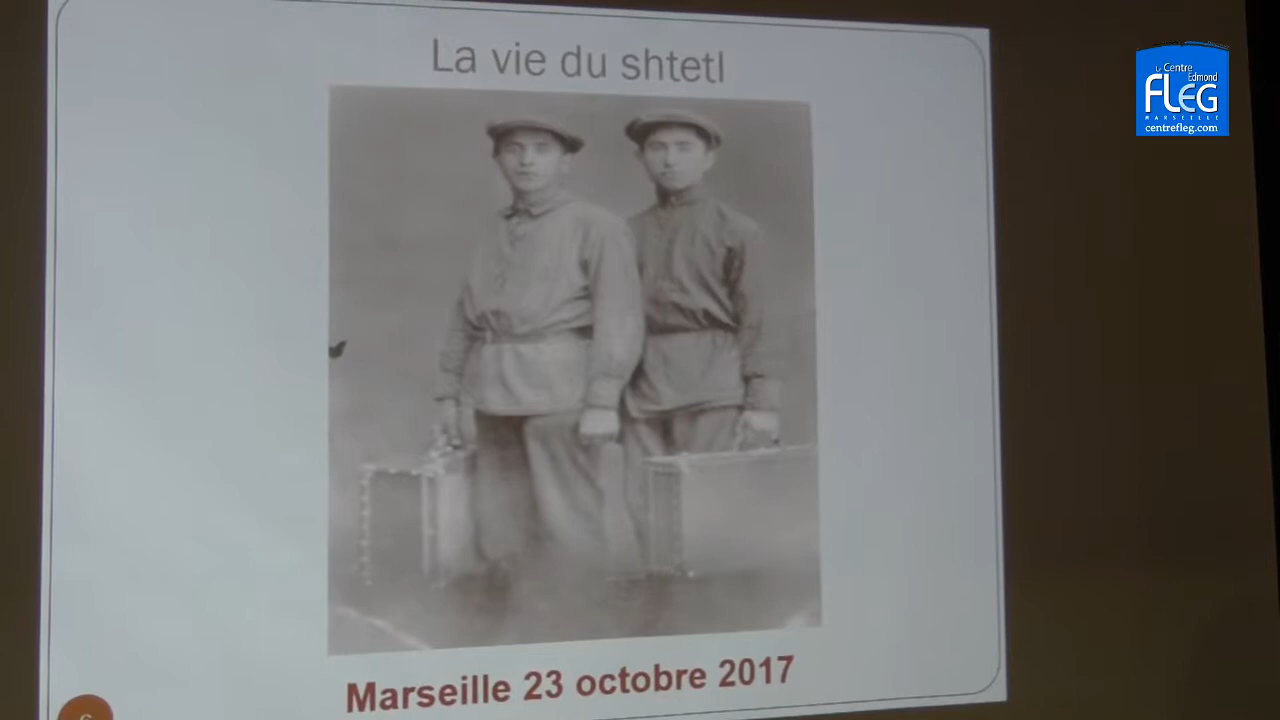 La vie du shtetl
Le Centre
Edmond
FLEG
MARSEILLE
centrefleg.com
Marseille 23 octobre 2017